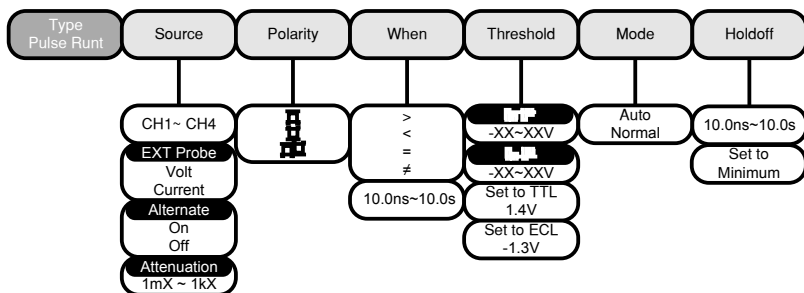 Type
Pulse Runt
Source
Polarity
When
Threshold
Mode
Holdoff
CH1~ CH4
EXT Probe
Volt
Current
Alternate
On
Off
Attenuation
1mX ~ 1kX
>
<
=
≠
10.0ns~10.0s
-XX~XXV
-XX~XXV
Set to TTL
1.4V
Set to ECL
-1.3V
Auto
Normal
10.0ns~10.0s
Set to
Minimum